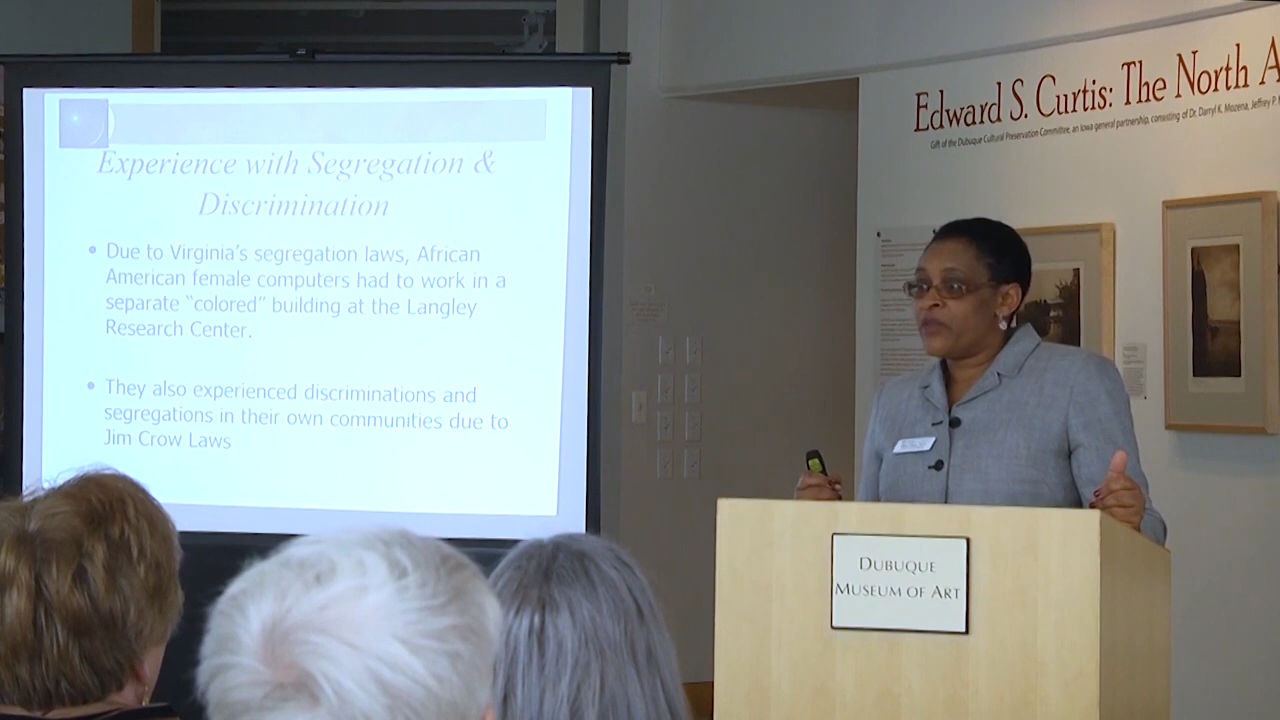 Experience with Segregation &
Discrimination
• Due to Virginia's segregation laws, African
American female computers had to work in a
separate “colored” building at the Langley
Research Center.
• They also experienced discriminations and
segregations in their own communities due to
Jim Crow Laws
Edward S. Curtis: The North A
Gift of the Dubuque Cultural Preservation Committee, an Iowa general partnership, consisting of Dr. Darryl K. Mozena, Jeffrey P.
DUBUQUE
MUSEUM OF ART